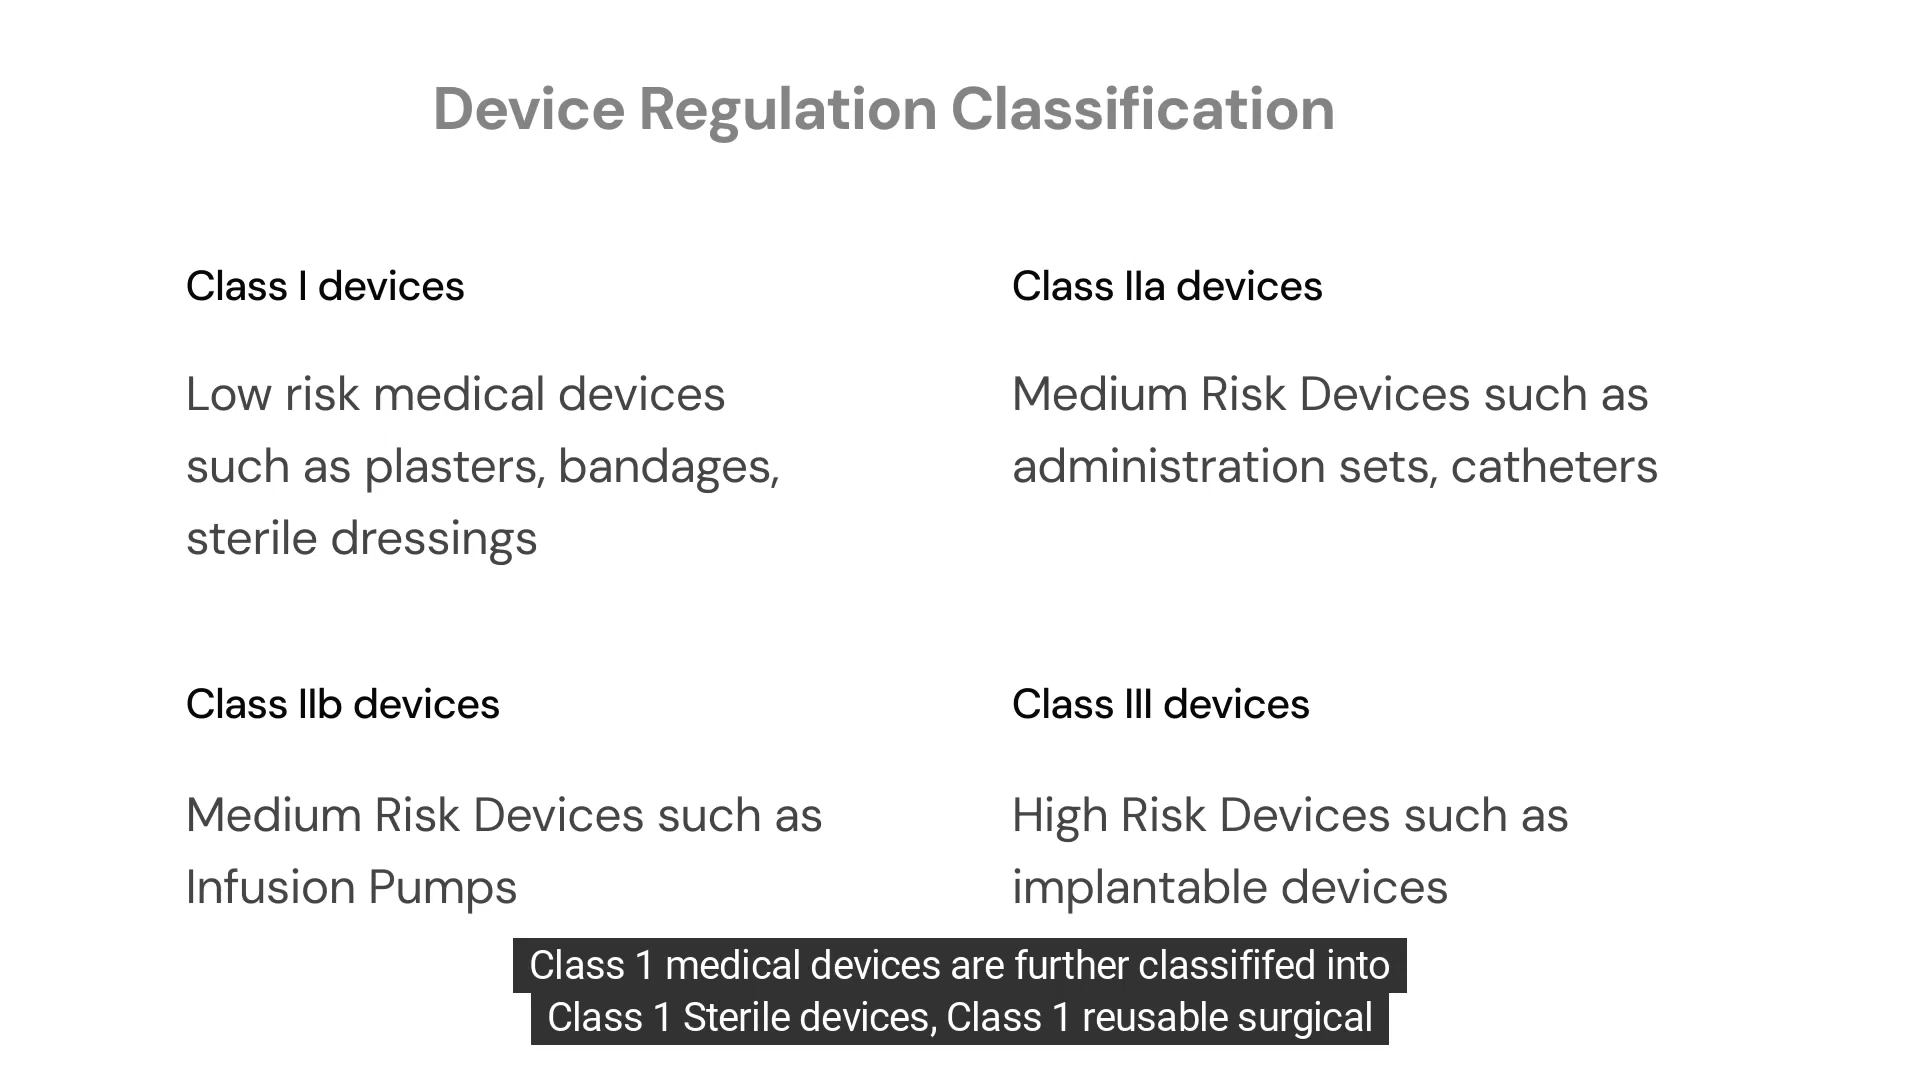 Device Regulation Classification
Class I devices
Low risk medical devices
such as plasters, bandages,
sterile dressings
Class IIa devices
Medium Risk Devices such as
administration sets, catheters
Class IIb devices
Medium Risk Devices such as
Infusion Pumps
Class III devices
High Risk Devices such as
implantable devices
Class 1 medical devices are further classififed into
Class 1 Sterile devices, Class 1 reusable surgical